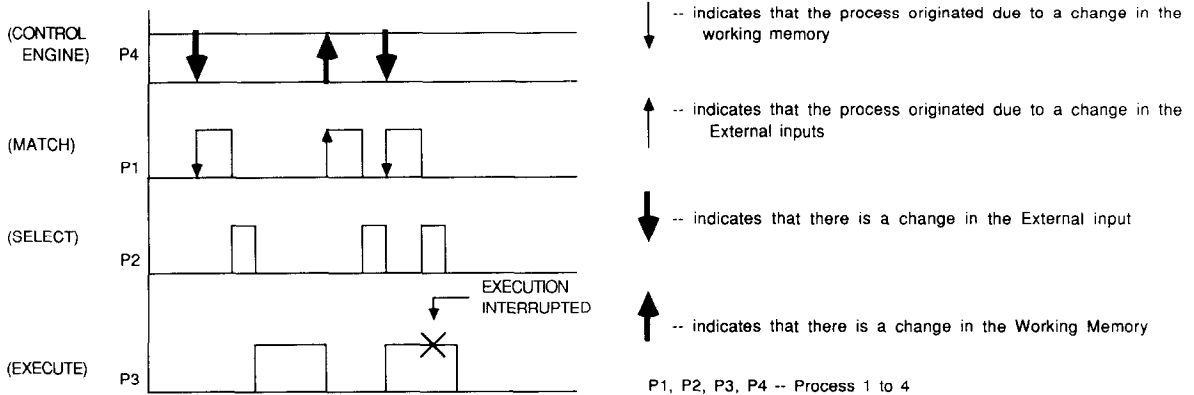 (CONTROL
ENGINE) P4
(MATCH)
P1
(SELECT)
P2
EXECUTION
INTERRUPTED
(EXECUTE)
P3
-- indicates that the process originated due to a change in the
working memory
-- indicates that the process originated due to a change in the
External inputs
-- indicates that there is a change in the External input
-- indicates that there is a change in the Working Memory
P1, P2, P3, P4 -- Process 1 to 4